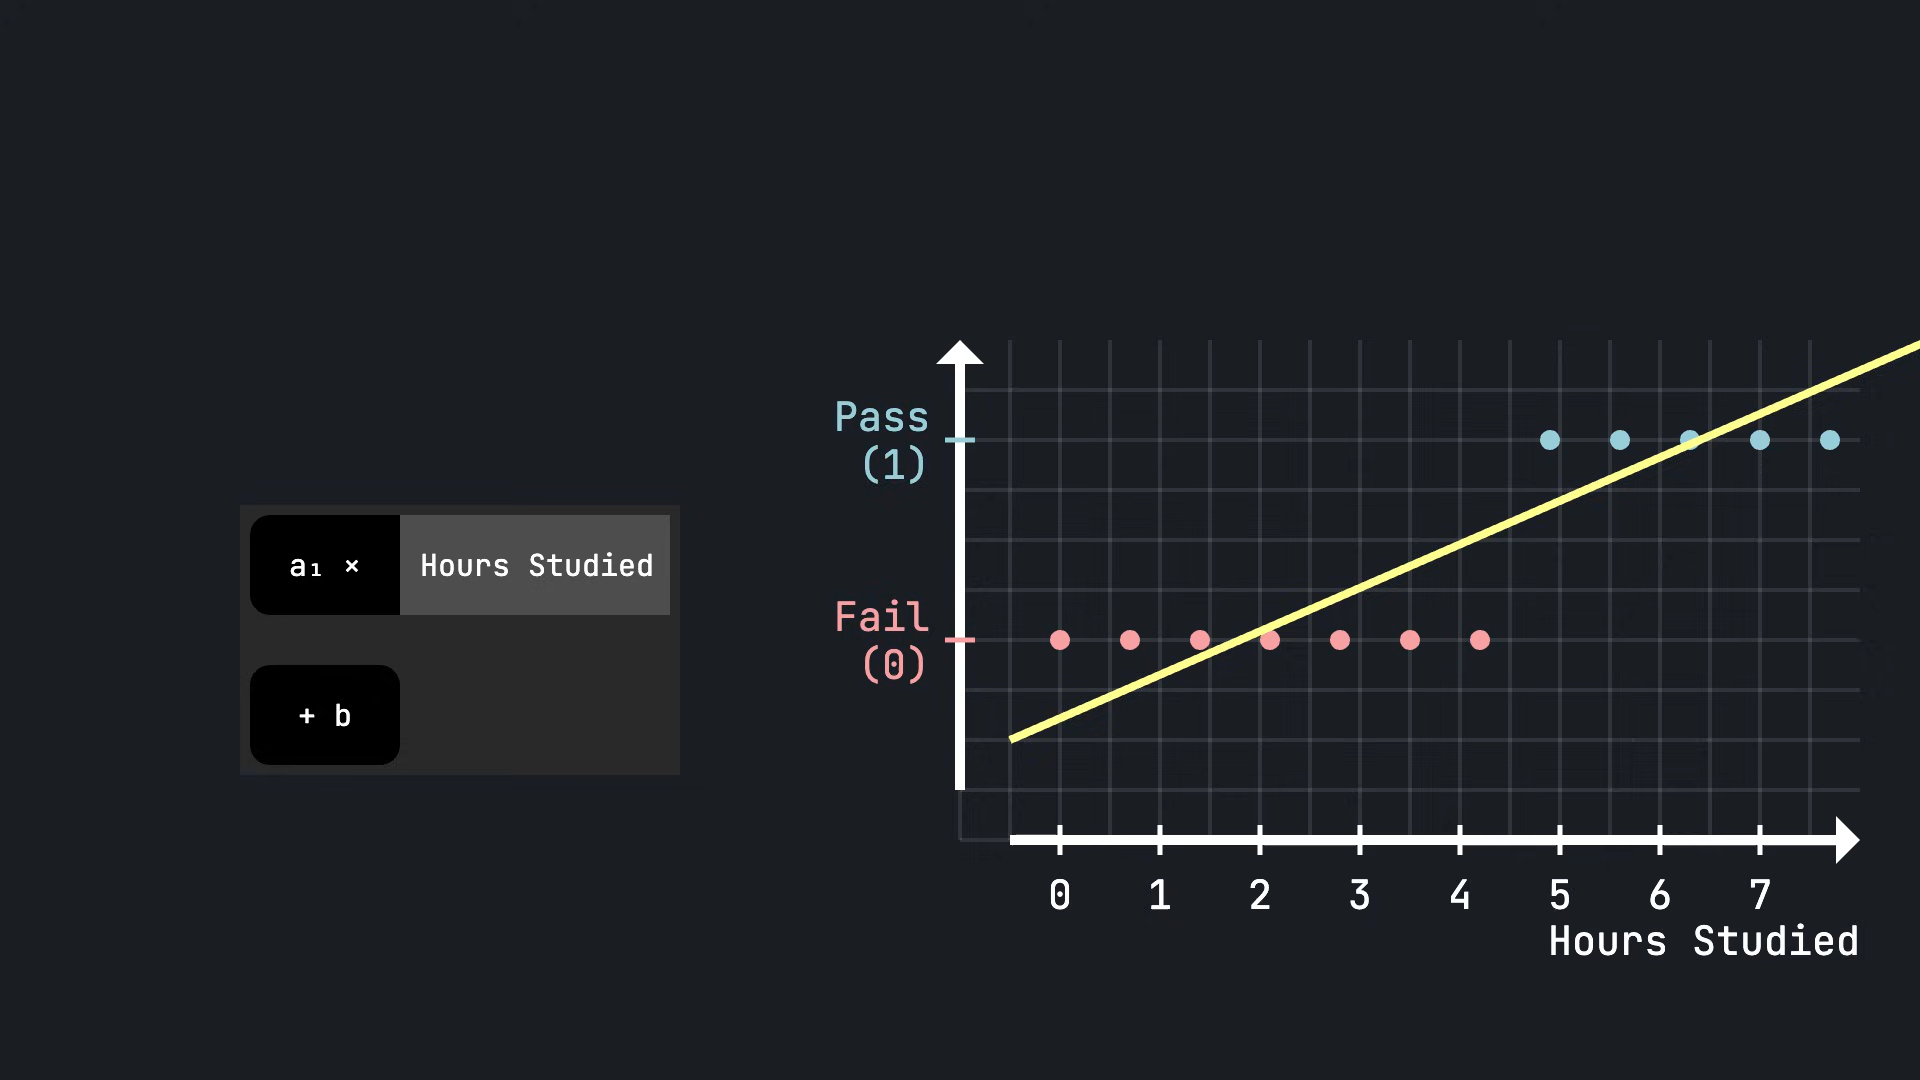 a₁ × Hours Studied
+ b
Pass
(1)
Fail
(0)
0 1 2 3 4 5 6 7
Hours Studied